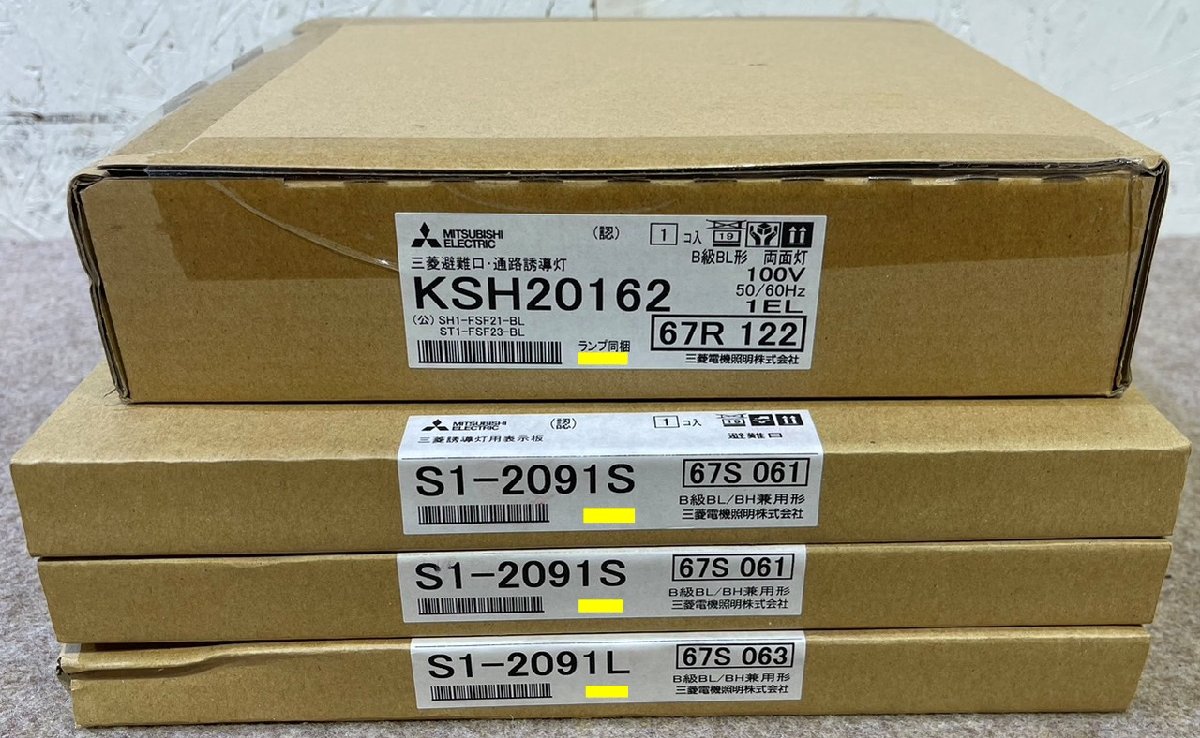 MITSUBISHI
ELECTRIC
(認)
1 コ入
19
三菱避難口・通路誘導灯
B級BL形 両面灯
KSH20162
100V
50/60Hz
1EL
(公) SH1-FSF21-BL
ST1-FSF23-BL
67R 122
ランプ同梱
三菱電機照明株式会社
MITSUBISHI
ELECTRIC
(認)
1 コ入
19
三菱誘導灯用表示板
避難口
S1-2091S
67S 061
B級BL/BH兼用形
三菱電機照明株式会社
S1-2091S
67S 061
B級BL/BH兼用形
三菱電機照明株式会社
S1-2091L
67S 063
B級BL/BH兼用形
三菱電機照明株式会社